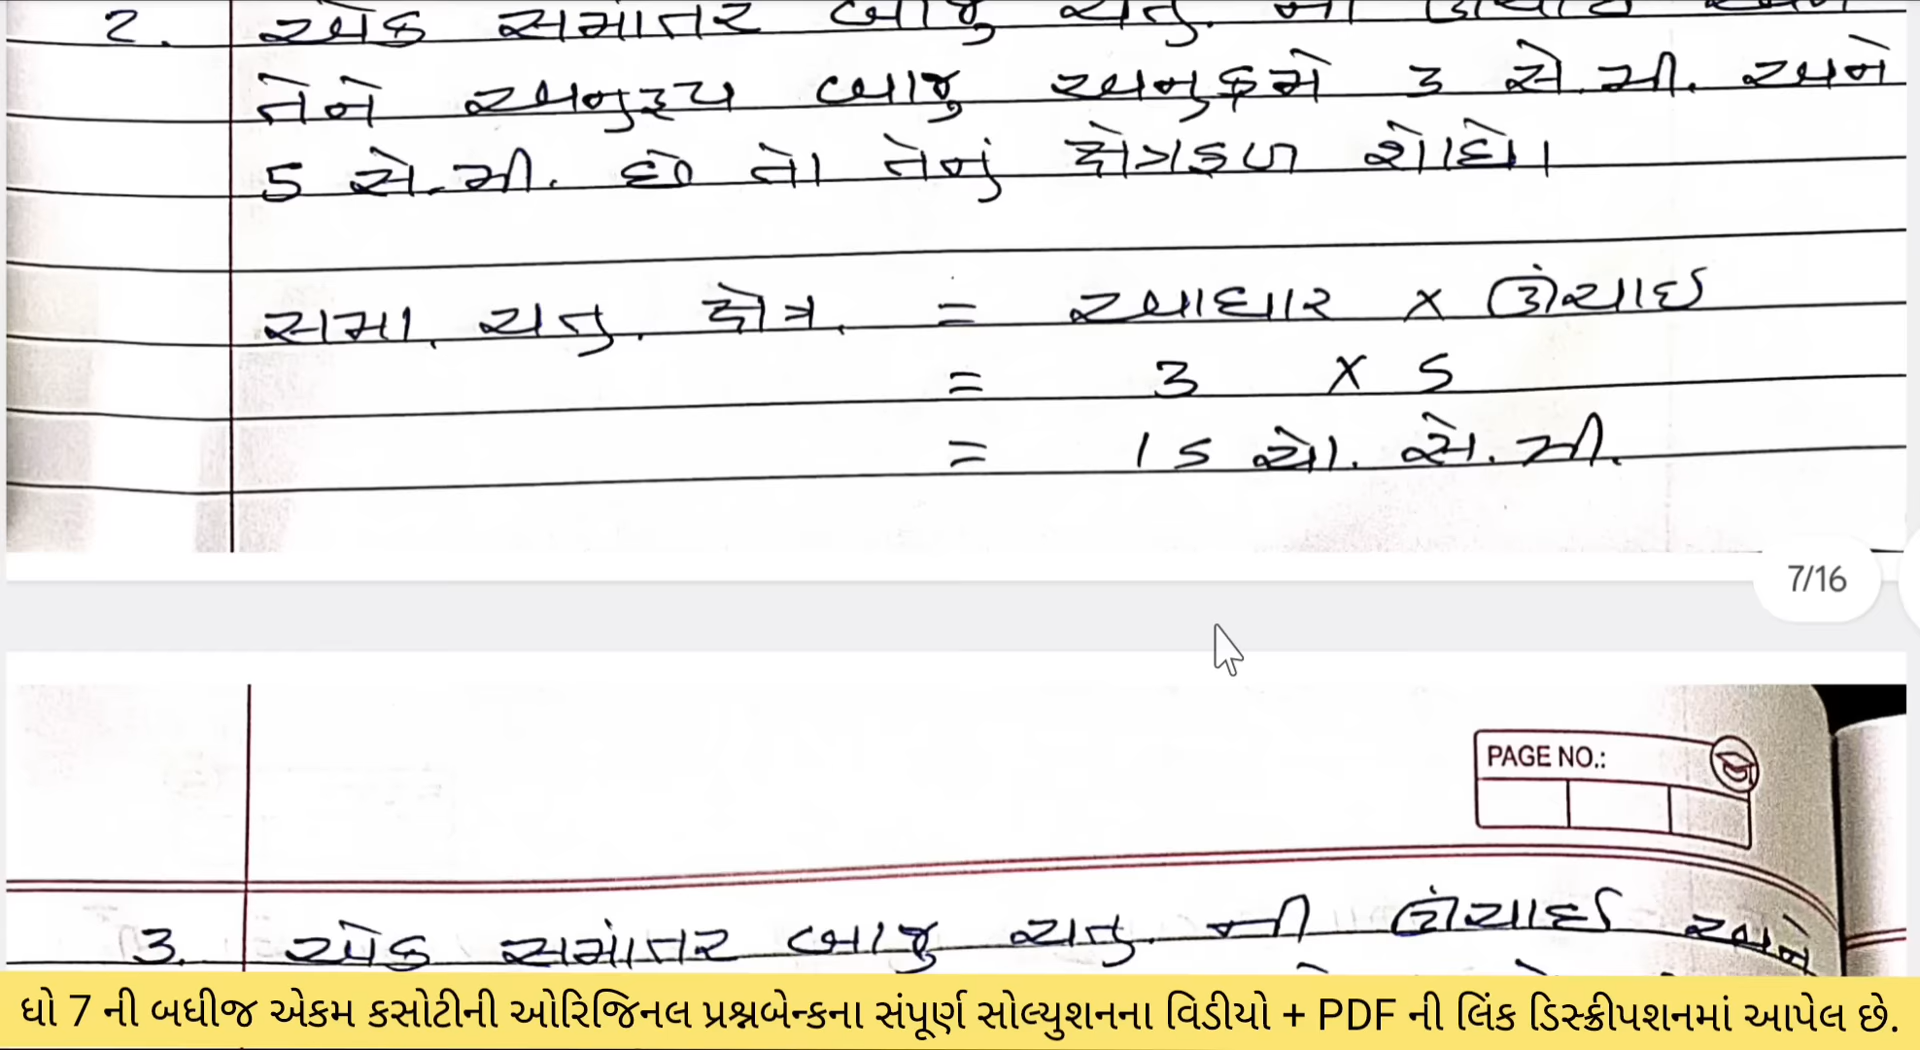 2. એક સમાંતર બાજુ ચતુ. ની ઊંચાઈ અને
તેને અનુરૂપ બાજુ અનુક્રમે 3 સે.મી. અને
5 સે.મી. છે તો તેનું ક્ષેત્રફળ શોધો।
સમા. ચતુ. ક્ષેત્ર. = આધાર × ઊંચાઈ
= 3 × 5
= 15 ચો. સે.મી.
7/16
PAGE NO.:
3. એક સમાંતર બાજુ ચતુ. ની ઊંચાઈ અને
ધો 7 ની બધીજ એકમ કસોટીની ઓરિજિનલ પ્રશ્નબેન્કના સંપૂર્ણ સોલ્યુશનના વિડીયો + PDF ની લિંક ડિસ્ક્રીપશનમાં આપેલ છે.